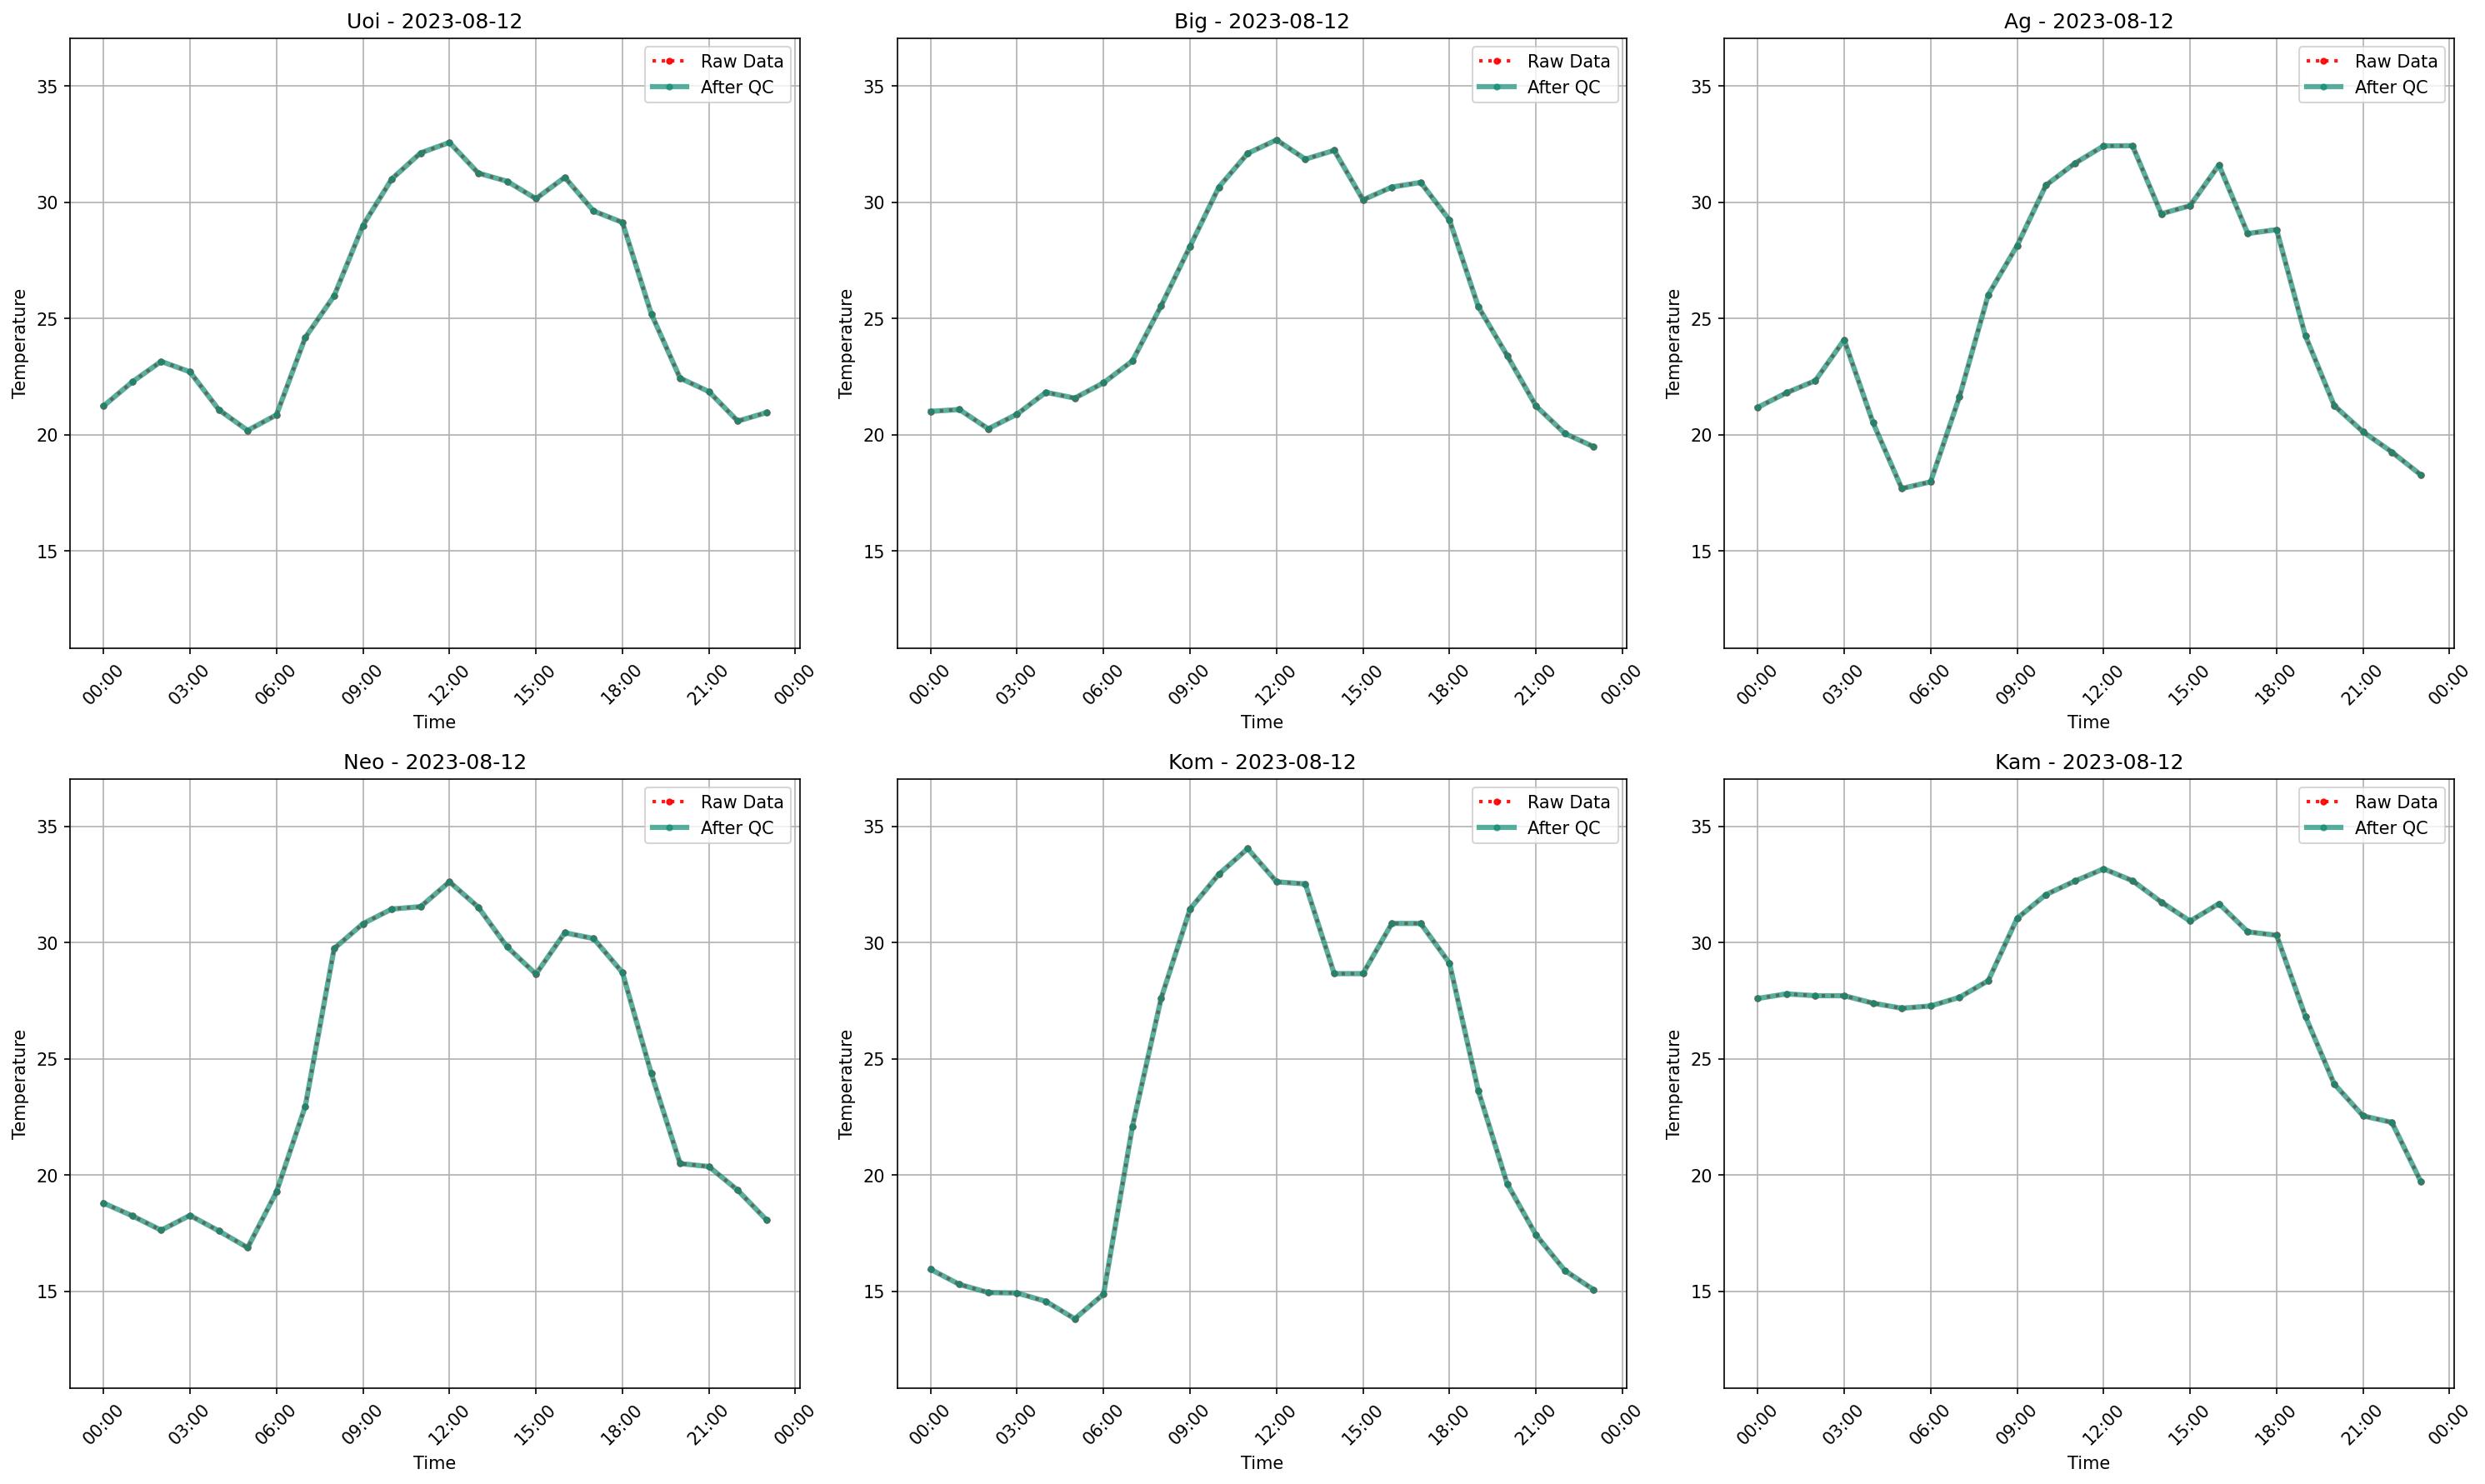 Uoi - 2023-08-12
Raw Data
After QC
35
30
25
20
15
Temperature
00:00
03:00
06:00
09:00
12:00
15:00
18:00
21:00
00:00
Time
Big - 2023-08-12
Raw Data
After QC
35
30
25
20
15
Temperature
00:00
03:00
06:00
09:00
12:00
15:00
18:00
21:00
00:00
Time
Ag - 2023-08-12
Raw Data
After QC
35
30
25
20
15
Temperature
00:00
03:00
06:00
09:00
12:00
15:00
18:00
21:00
00:00
Time
Neo - 2023-08-12
Raw Data
After QC
35
30
25
20
15
Temperature
00:00
03:00
06:00
09:00
12:00
15:00
18:00
21:00
00:00
Time
Kom - 2023-08-12
Raw Data
After QC
35
30
25
20
15
Temperature
00:00
03:00
06:00
09:00
12:00
15:00
18:00
21:00
00:00
Time
Kam - 2023-08-12
Raw Data
After QC
35
30
25
20
15
Temperature
00:00
03:00
06:00
09:00
12:00
15:00
18:00
21:00
00:00
Time